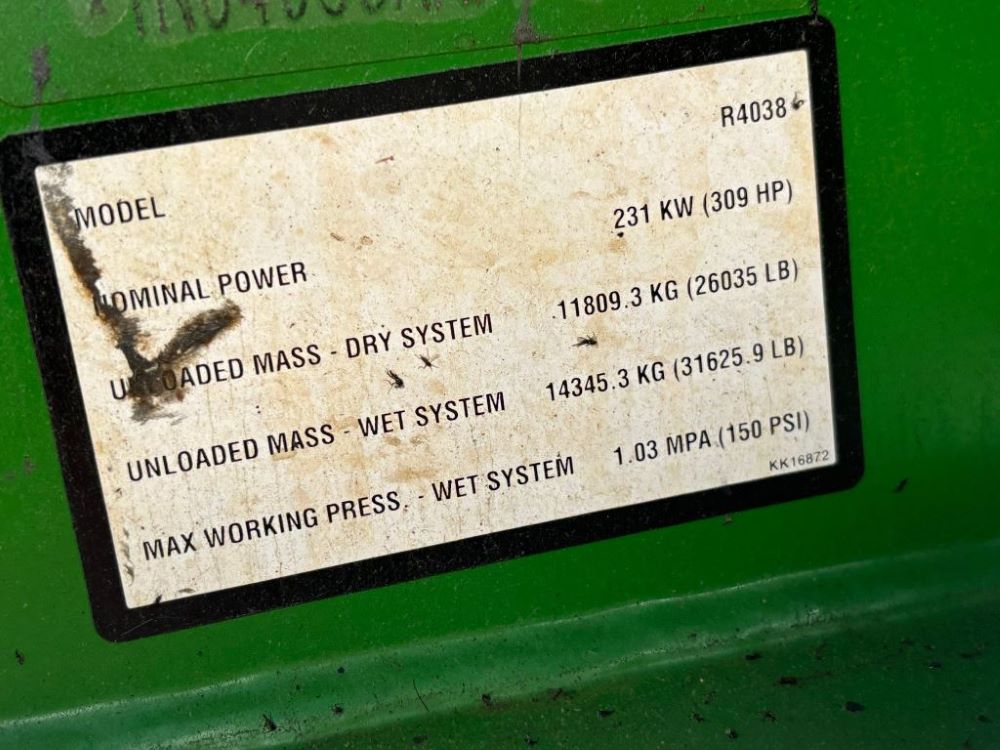 MODEL R4038
NOMINAL POWER 231 KW (309 HP)
UNLOADED MASS - DRY SYSTEM 11809.3 KG (26035 LB)
UNLOADED MASS - WET SYSTEM 14345.3 KG (31625.9 LB)
MAX WORKING PRESS. - WET SYSTEM 1.03 MPA (150 PSI)
KK16872